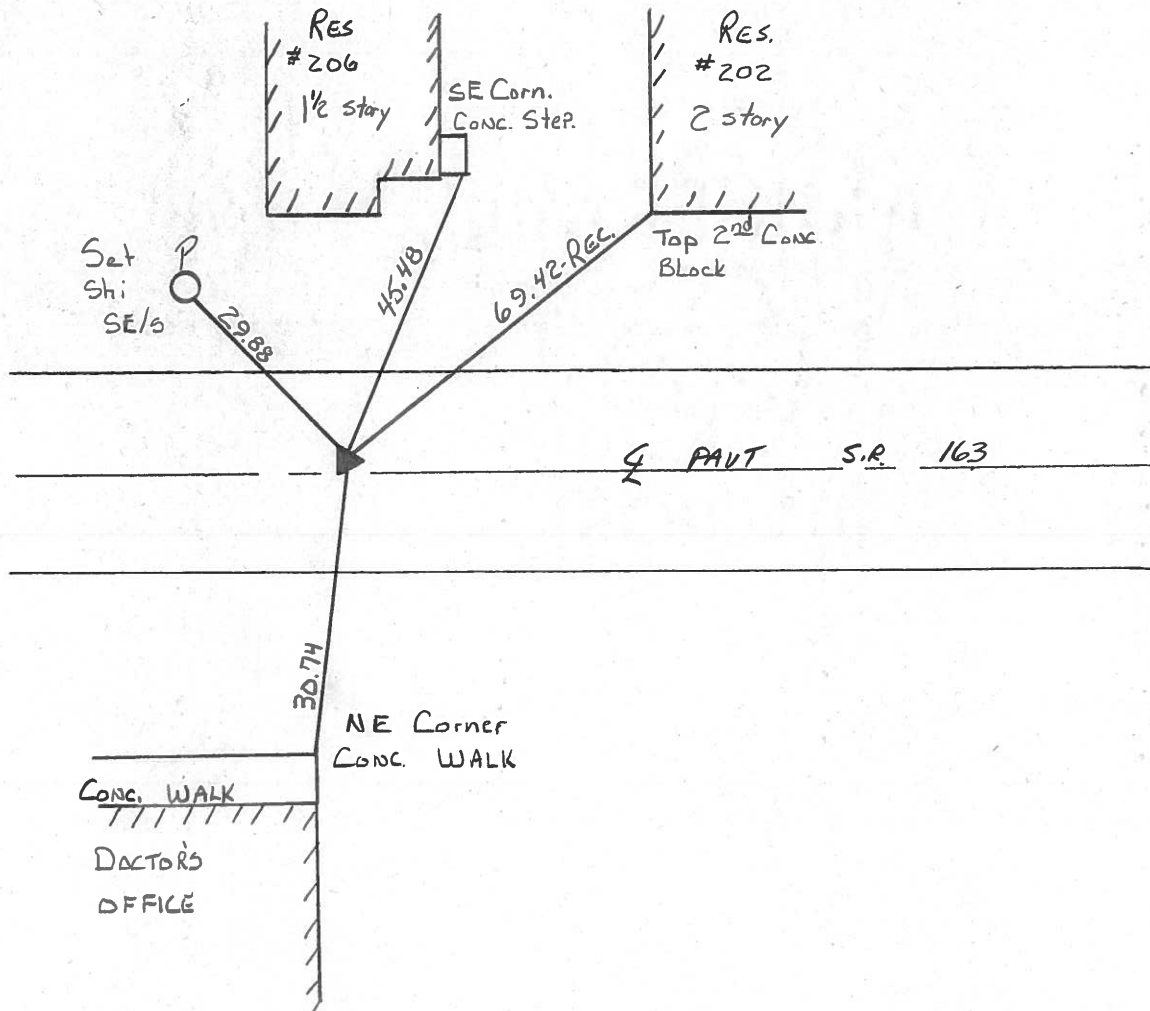 RES
#206
1½ story
SE Corn.
CONC. STEP.
RES.
#202
2 story
Top 2nd CONC.
BLOCK
Set
Shi
SE/s
P
29.88
45.48
69.42-REC.
℄ PAVT S.R. 163
30.74
NE Corner
CONC. WALK
CONC. WALK
DOCTOR'S
OFFICE